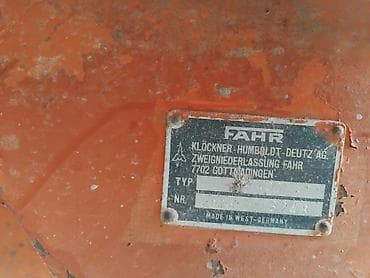 FAHR
KLÖCKNER-HUMBOLDT-DEUTZ AG.
ZWEIGNIEDERLASSUNG FAHR
7702 GOTTMADINGEN
TYP
NR.
MADE IN WEST-GERMANY